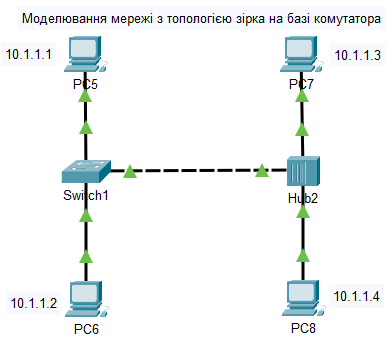 Моделювання мережі з топологією зірка на базі комутатора
10.1.1.1
PC5
PC7
10.1.1.3
Switch1
Hub2
10.1.1.2
PC6
PC8
10.1.1.4